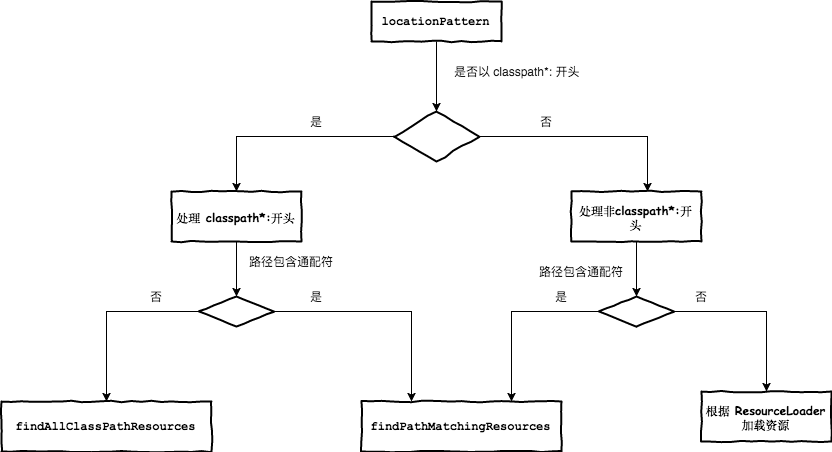 locationPattern
是否以 classpath*: 开头
是
否
处理 classpath*:开头
处理非classpath*:开
头
路径包含通配符
路径包含通配符
否
是
是
否
findAllClassPathResources
findPathMatchingResources
根据 ResourceLoader
加载资源